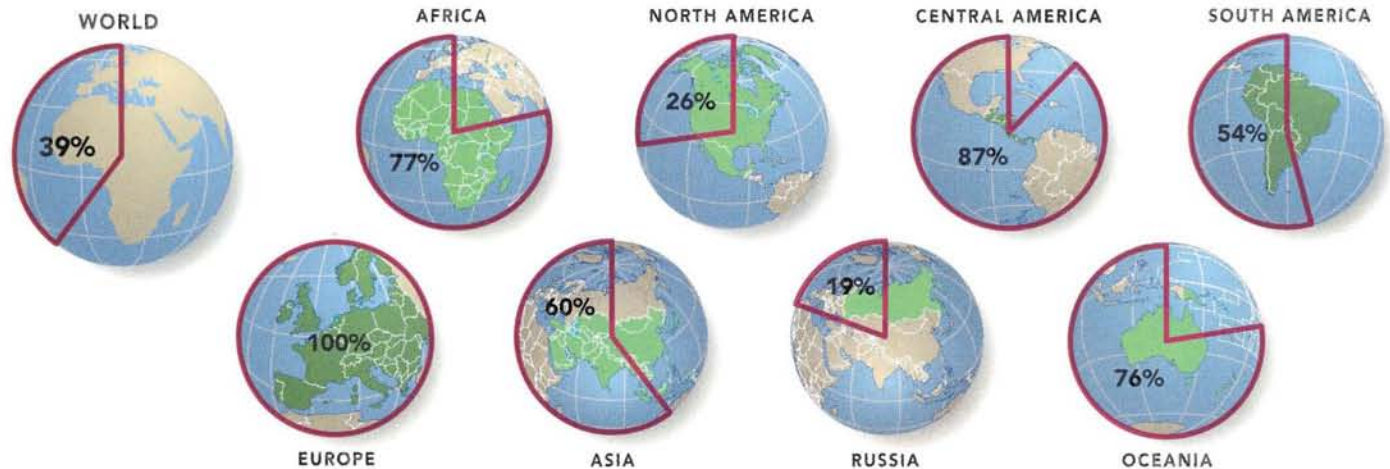 WORLD
39%
AFRICA
77%
NORTH AMERICA
26%
CENTRAL AMERICA
87%
SOUTH AMERICA
54%
100%
EUROPE
60%
ASIA
19%
RUSSIA
76%
OCEANIA